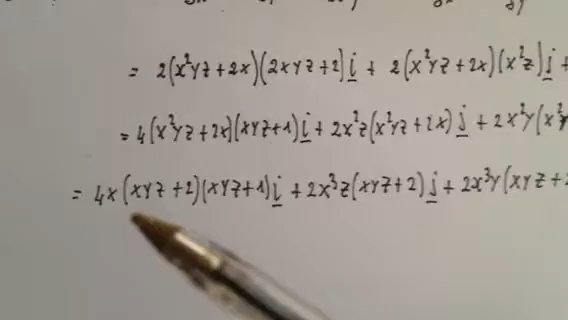 = 2(x²yz + 2x)(2xyz+2)i + 2(x²yz + 2x)(x²z)j +
= 4(x²yz + 2x)(xyz+1)i + 2x²z(x²yz + 2x)j + 2x²y(x²y
= 4x(xyz+2)(xyz+1)i + 2x³z(xyz+2)j + 2x³y(xyz+